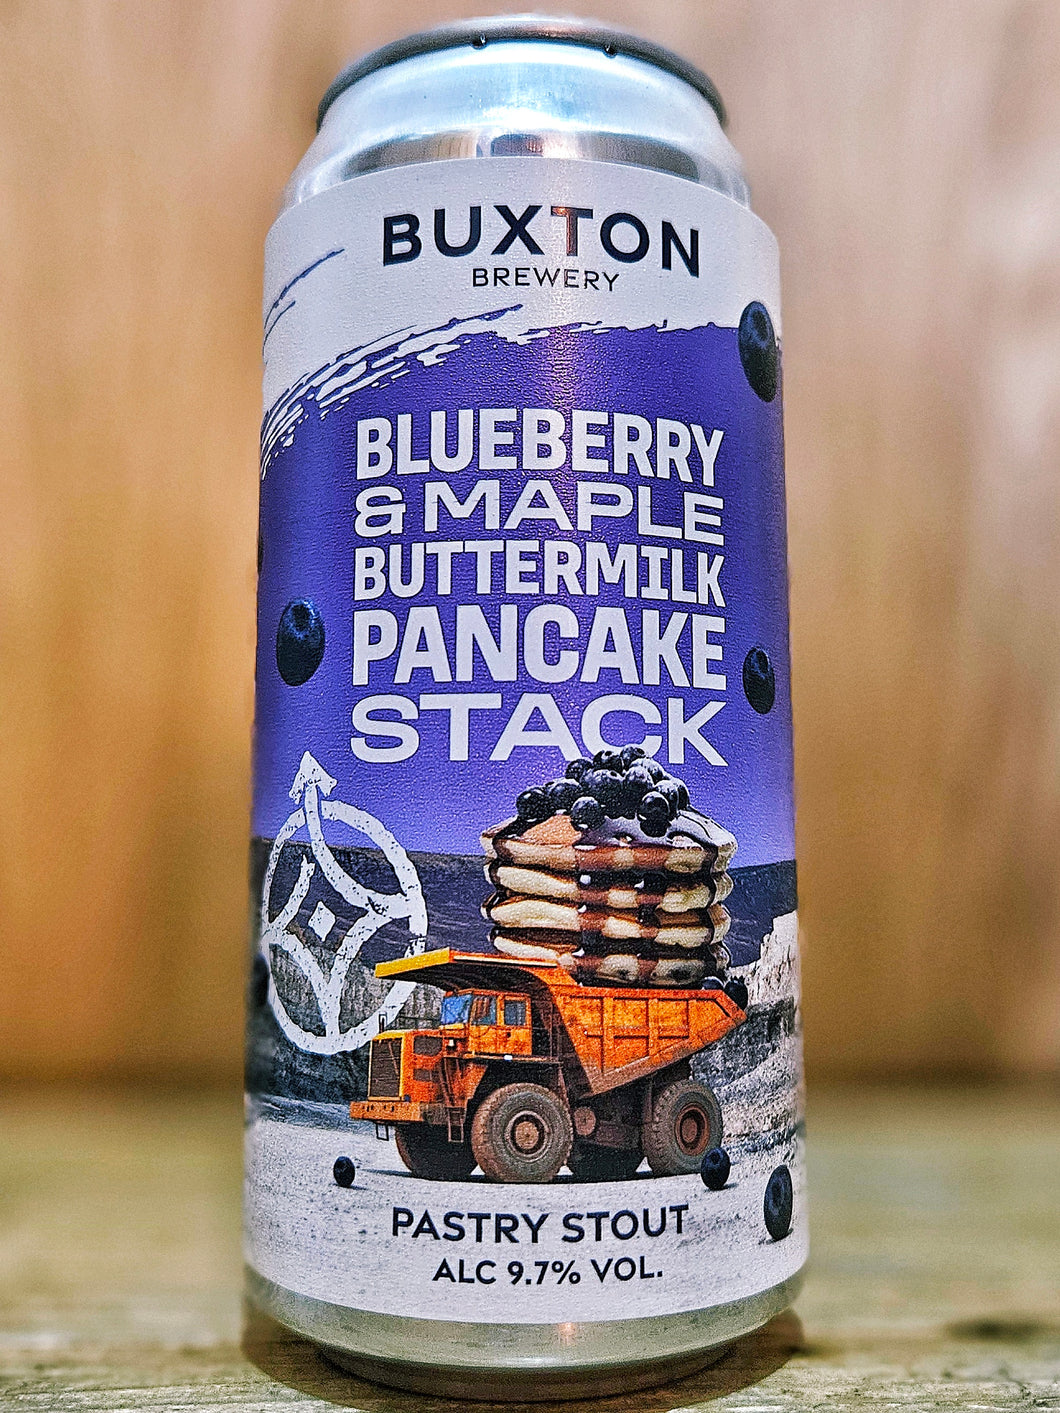 BUXTON
BREWERY
BLUEBERRY
& MAPLE
BUTTERMILK
PANCAKE
STACK
PASTRY STOUT
ALC 9.7% VOL.